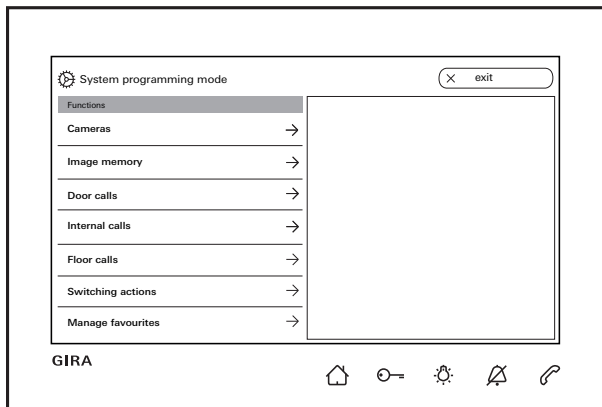 System programming mode
exit
Functions
Cameras
Image memory
Door calls
Internal calls
Floor calls
Switching actions
Manage favourites
GIRA